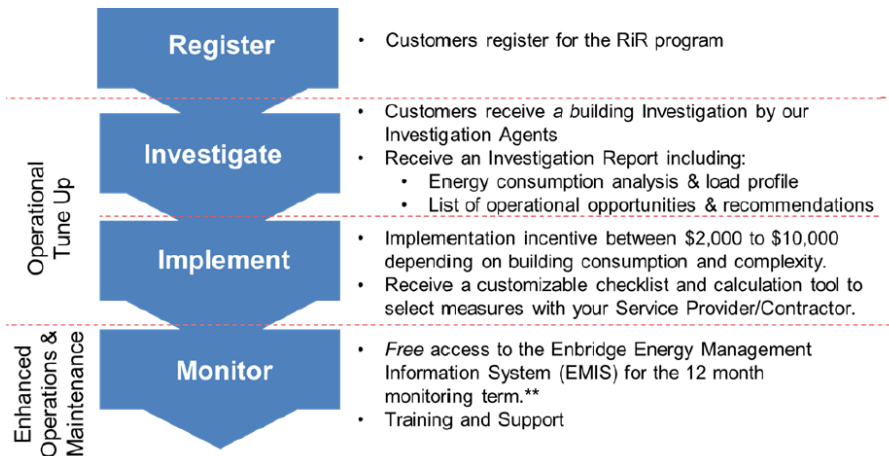 Register
• Customers register for the RiR program
Operational
Tune Up
Investigate
• Customers receive a building Investigation by our
Investigation Agents
• Receive an Investigation Report including:
• Energy consumption analysis & load profile
• List of operational opportunities & recommendations
Implement
• Implementation incentive between $2,000 to $10,000
depending on building consumption and complexity.
• Receive a customizable checklist and calculation tool to
select measures with your Service Provider/Contractor.
Enhanced
Operations &
Maintenance
Monitor
• Free access to the Enbridge Energy Management
Information System (EMIS) for the 12 month
monitoring term.**
• Training and Support